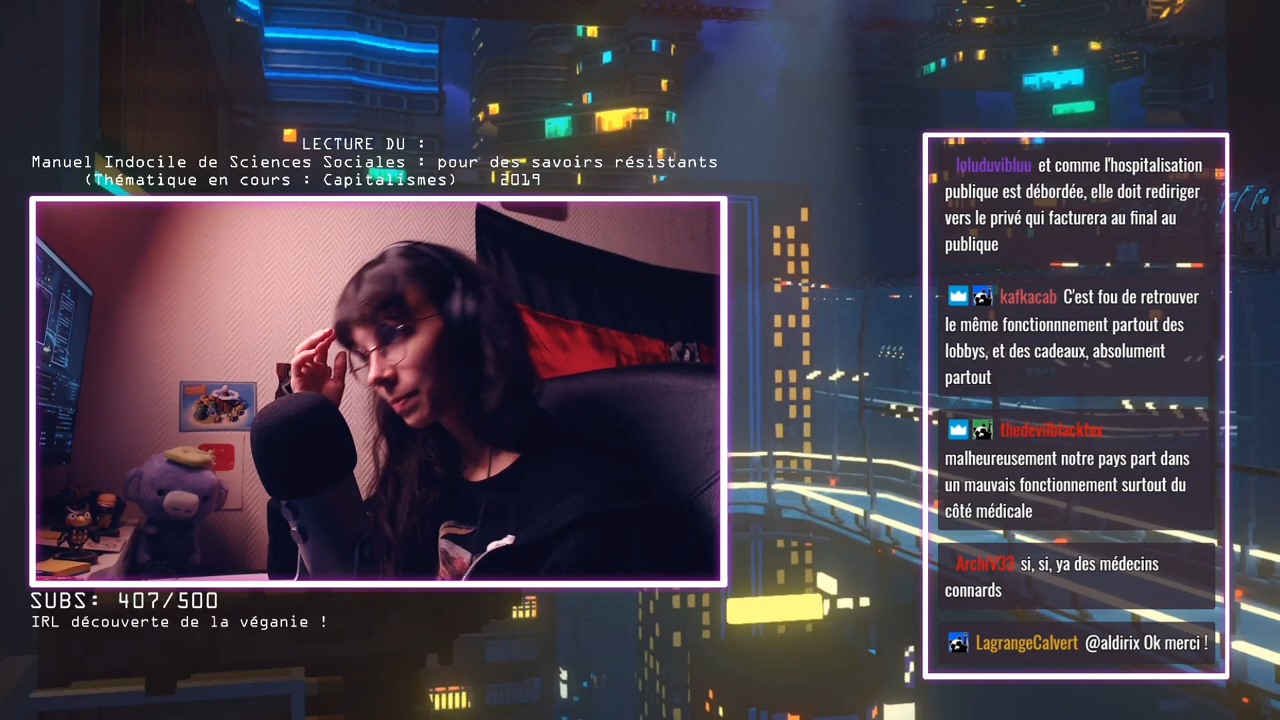 LECTURE DU :
Manuel Indocile de Sciences Sociales : pour des savoirs résistants
(Thématique en cours : Capitalismes) 2019
SUBS: 407/500
IRL découverte de la véganie !
loluduvibluu et comme l'hospitalisation
publique est débordée, elle doit rediriger
vers le privé qui facturera au final au
publique
kafkacab C'est fou de retrouver
le même fonctionnnement partout des
lobbys, et des cadeaux, absolument
partout
thedevilblackfox
malheureusement notre pays part dans
un mauvais fonctionnement surtout du
côté médicale
ArchiV33 si, si, ya des médecins
connards
LagrangeCalvert @aldirix Ok merci !